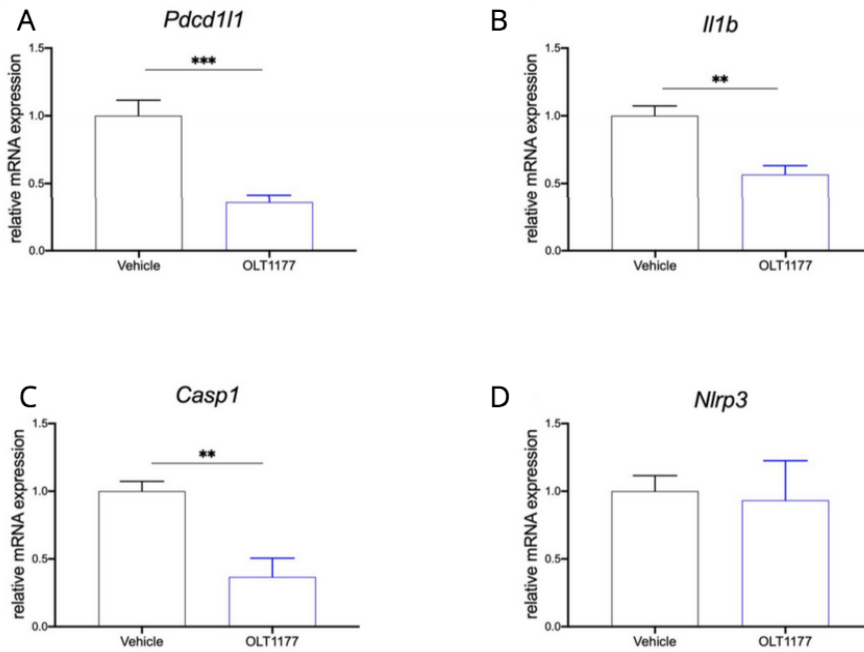 A
Pdcd1l1
relative mRNA expression
1.5
1.0
0.5
0.0
***
Vehicle
OLT1177
B
Il1b
relative mRNA expression
1.5
1.0
0.5
0.0
**
Vehicle
OLT1177
C
Casp1
relative mRNA expression
1.5
1.0
0.5
0.0
**
Vehicle
OLT1177
D
Nlrp3
relative mRNA expression
1.5
1.0
0.5
0.0
Vehicle
OLT1177